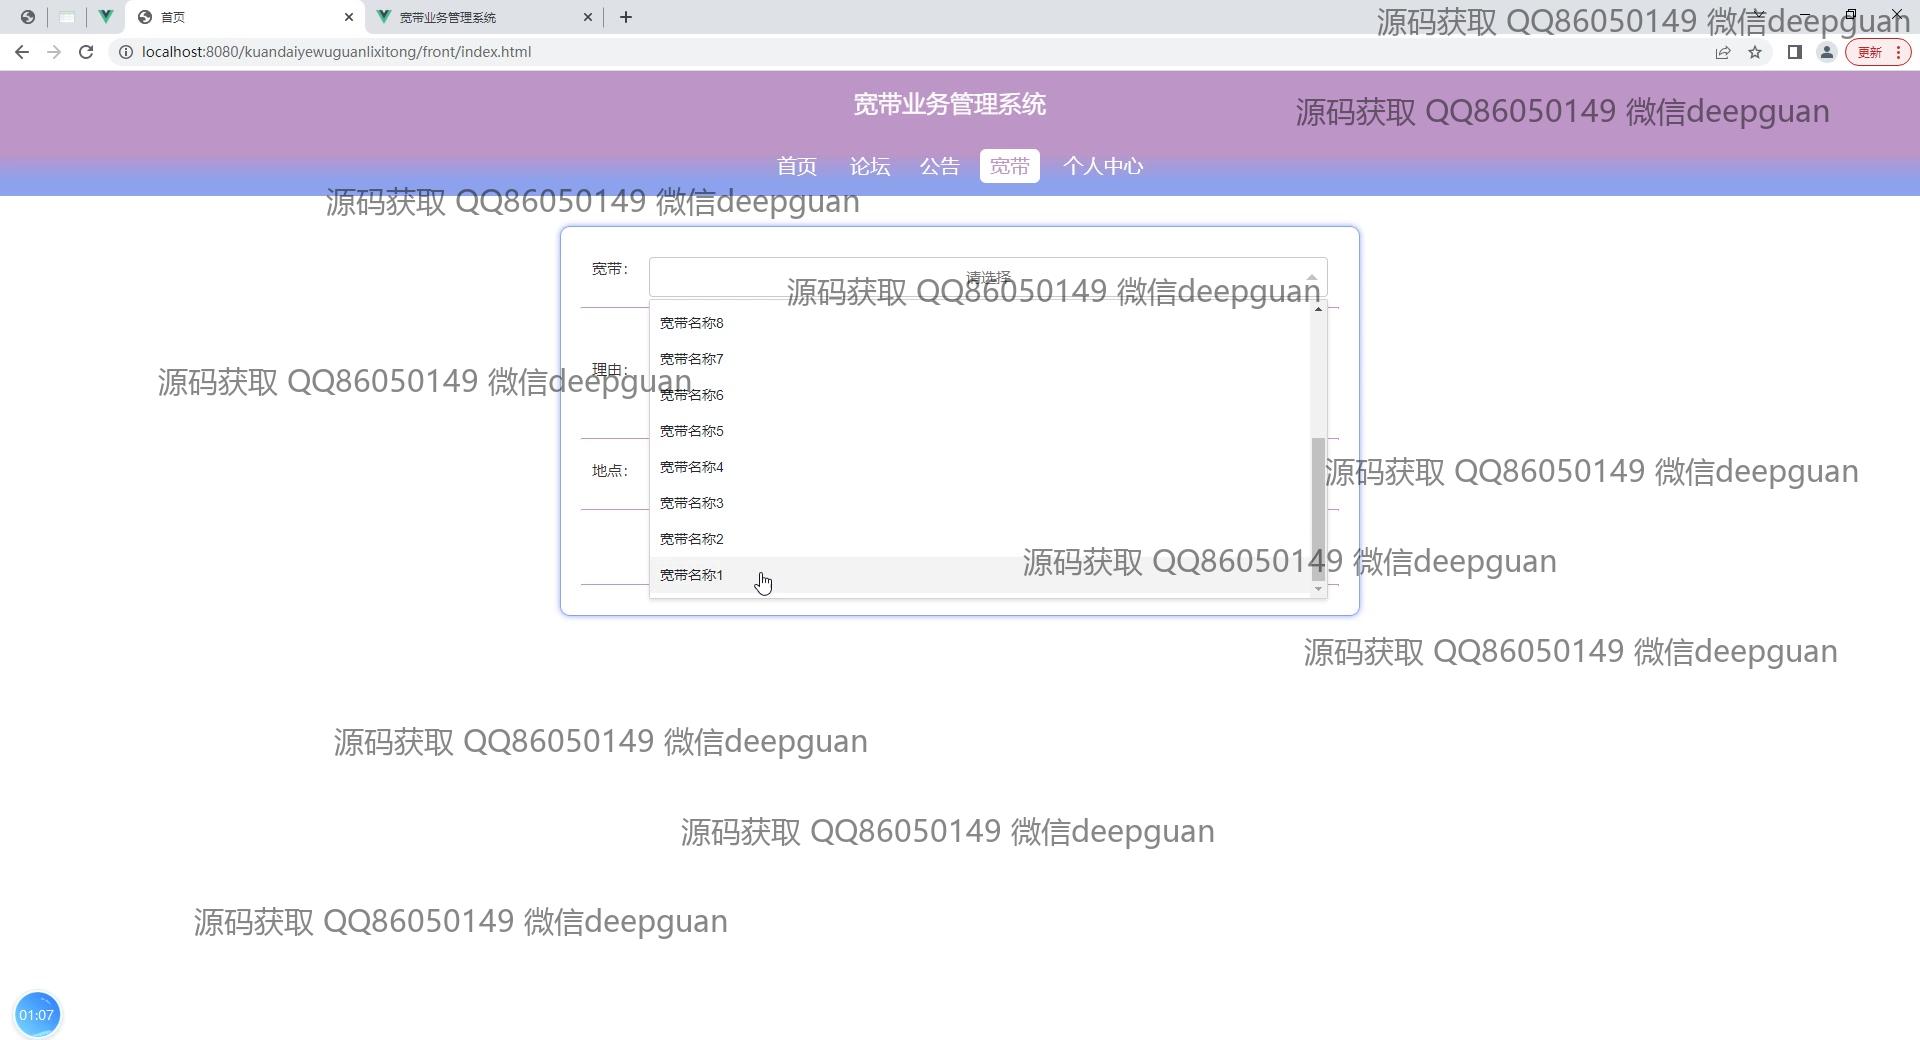 首页
宽带业务管理系统
源码获取 QQ86050149 微信deepguan
localhost:8080/kuandaiyewuguanlixitong/front/index.html
更新
宽带业务管理系统
源码获取 QQ86050149 微信deepguan
首页 论坛 公告 宽带 个人中心
源码获取 QQ86050149 微信deepguan
宽带：
请选择
源码获取 QQ86050149 微信deepguan
宽带名称8
宽带名称7
理由：
源码获取 QQ86050149 微信deepguan
宽带名称6
宽带名称5
宽带名称4
地点：
源码获取 QQ86050149 微信deepguan
宽带名称3
宽带名称2
源码获取 QQ86050149 微信deepguan
宽带名称1
源码获取 QQ86050149 微信deepguan
源码获取 QQ86050149 微信deepguan
源码获取 QQ86050149 微信deepguan
源码获取 QQ86050149 微信deepguan
01:07